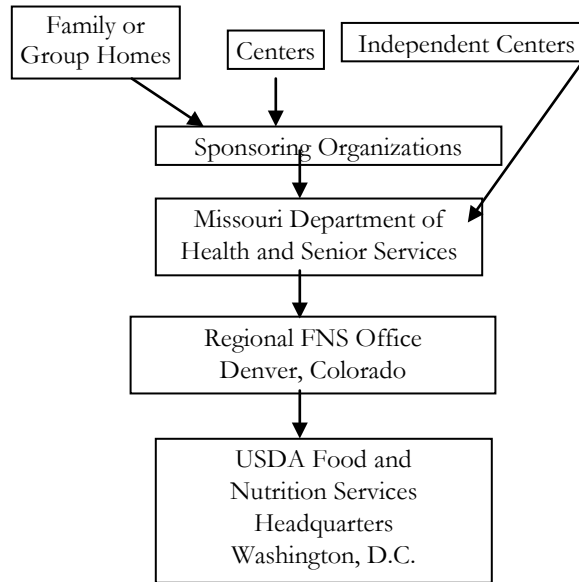 Family or
Group Homes
Centers
Independent Centers
Sponsoring Organizations
Missouri Department of
Health and Senior Services
Regional FNS Office
Denver, Colorado
USDA Food and
Nutrition Services
Headquarters
Washington, D.C.